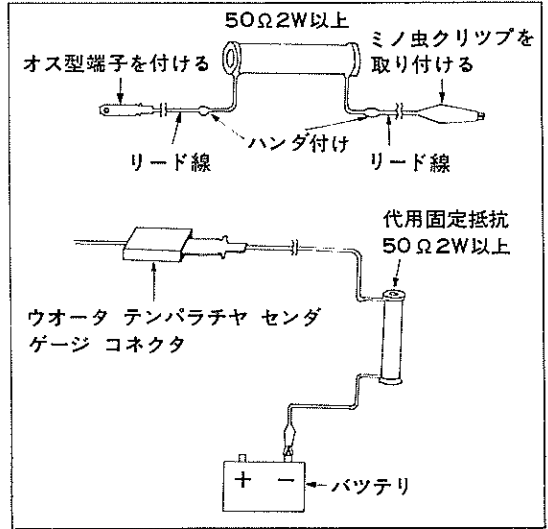 50Ω2W以上
ミノ虫クリツプを
取り付ける
オス型端子を付ける
リード線
ハンダ付け
リード線
代用固定抵抗
50Ω2W以上
ウオータ テンパラチヤ センダ
ゲージ コネクタ
+ −
バツテリ